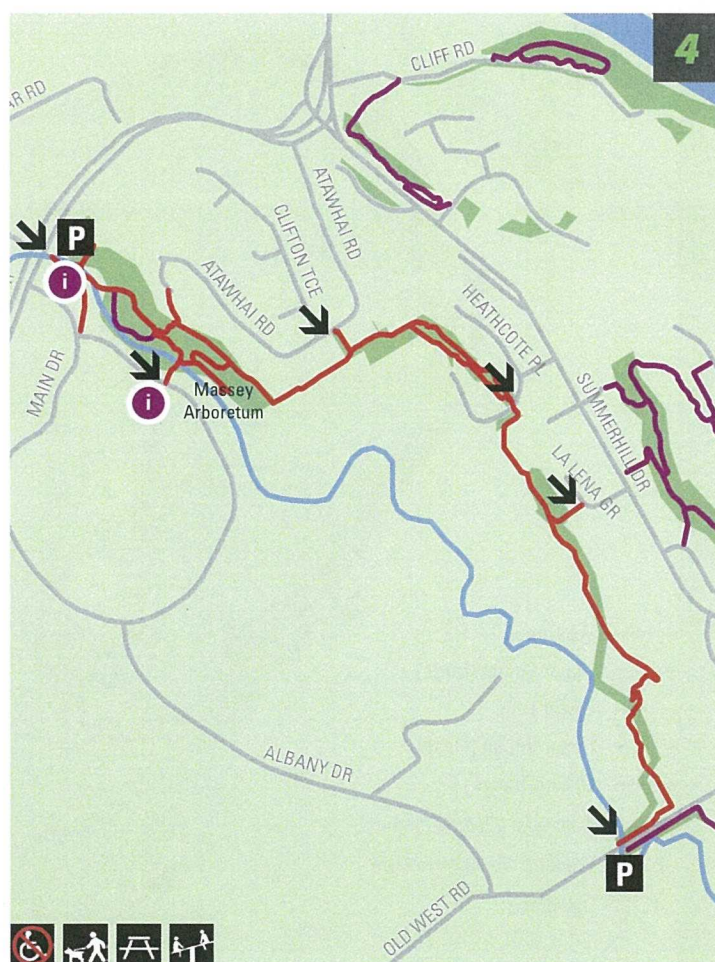 4
CLIFF RD
AR RD
P
i
ATAWHAI RD
CLIFTON TCE
ATAWHAI RD
HEATHCOTE PL
MAIN DR
i
Massey
Arboretum
SUMMERHILL DR
LA LENA GR
ALBANY DR
P
OLD WEST RD